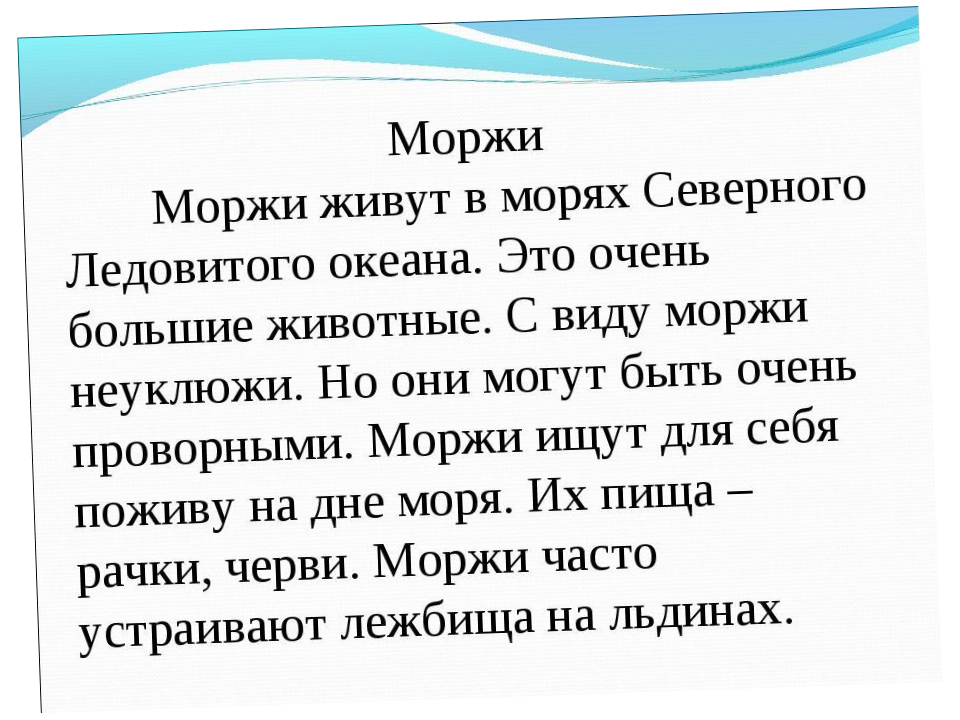 Моржи
Моржи живут в морях Северного
Ледовитого океана. Это очень
большие животные. С виду моржи
неуклюжи. Но они могут быть очень
проворными. Моржи ищут для себя
поживу на дне моря. Их пища –
рачки, черви. Моржи часто
устраивают лежбища на льдинах.